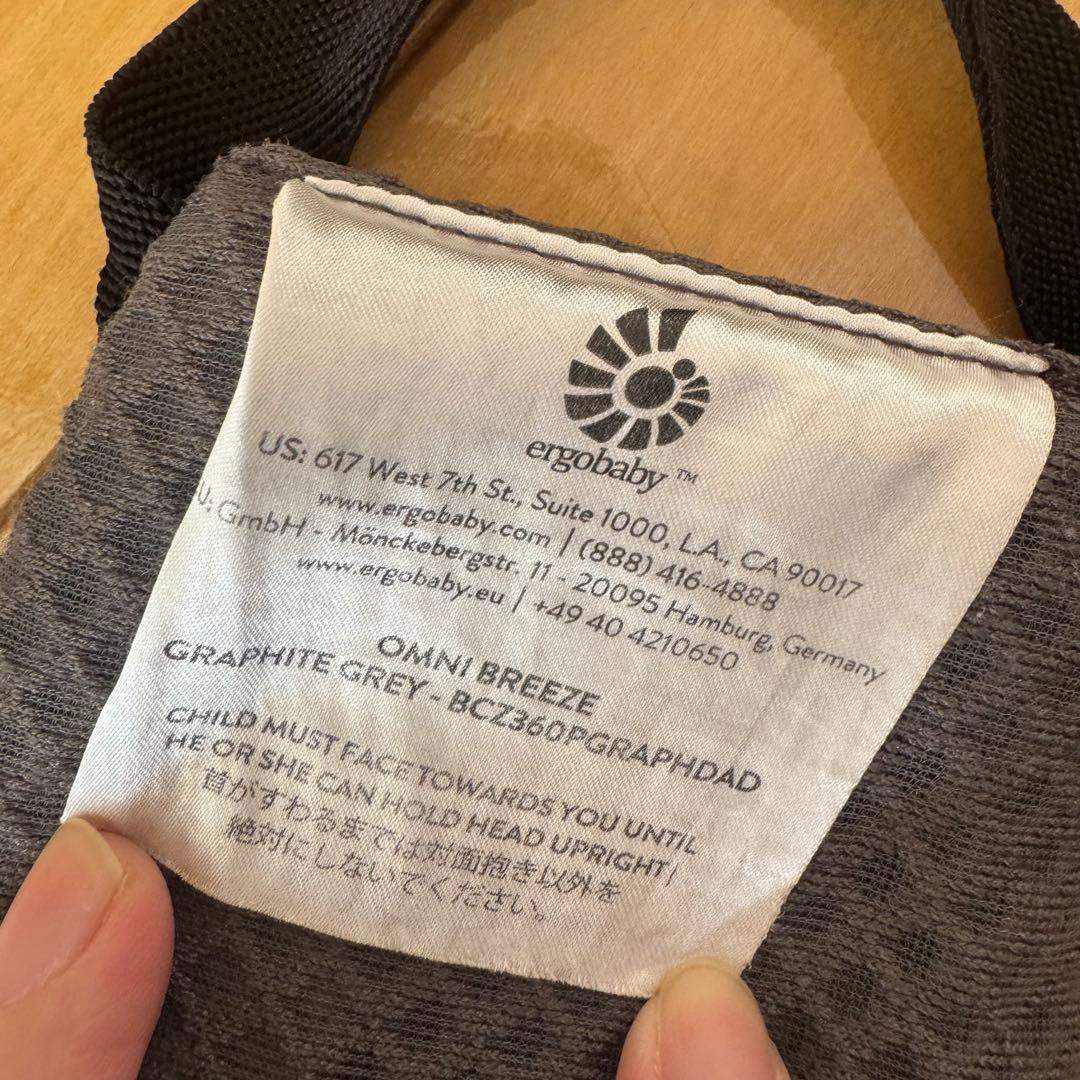 ergobaby™
US: 617 West 7th St., Suite 1000, L.A., CA 90017
www.ergobaby.com | (888) 416-4888
U: GmbH - Mönckebergstr. 11 - 20095 Hamburg, Germany
www.ergobaby.eu | +49 40 4210650
OMNI BREEZE
GRAPHITE GREY - BCZ360PGRAPHDAD
CHILD MUST FACE TOWARDS YOU UNTIL
HE OR SHE CAN HOLD HEAD UPRIGHT/
首がすわるまでは対面抱き以外を
絶対にしないでください。